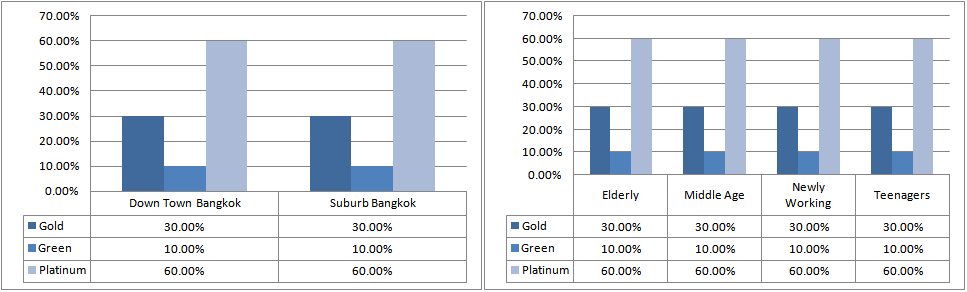 70.00%
60.00%
50.00%
40.00%
30.00%
20.00%
10.00%
0.00%
Down Town Bangkok Suburb Bangkok
Gold 30.00% 30.00%
Green 10.00% 10.00%
Platinum 60.00% 60.00%
70.00%
60.00%
50.00%
40.00%
30.00%
20.00%
10.00%
0.00%
Elderly Middle Age Newly Working Teenagers
Gold 30.00% 30.00% 30.00% 30.00%
Green 10.00% 10.00% 10.00% 10.00%
Platinum 60.00% 60.00% 60.00% 60.00%